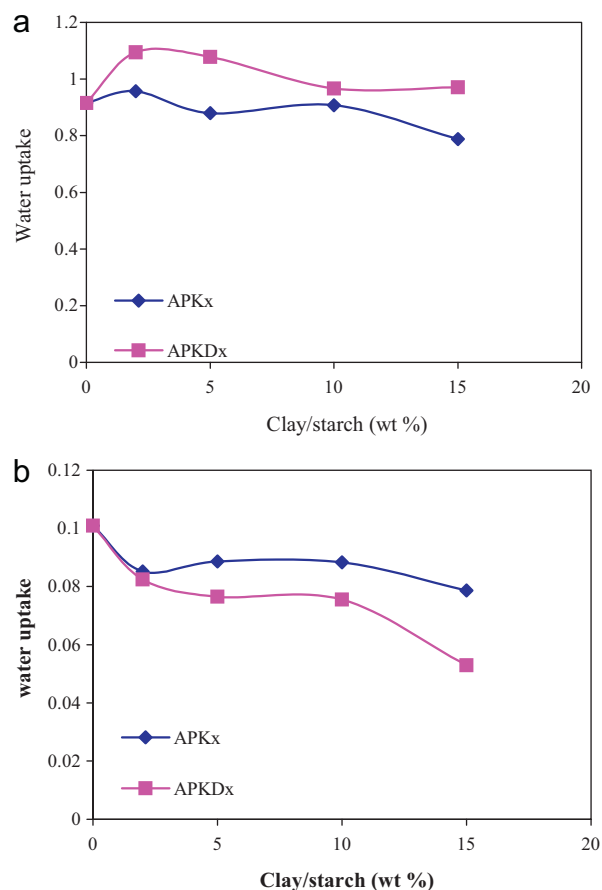 a
1.2
1
0.8
0.6
0.4
0.2
0
Water uptake
APKx
APKDx
0 5 10 15 20
Clay/starch (wt %)
b
0.12
0.1
0.08
0.06
0.04
0.02
0
water uptake
APKx
APKDx
0 5 10 15 20
Clay/starch (wt %)